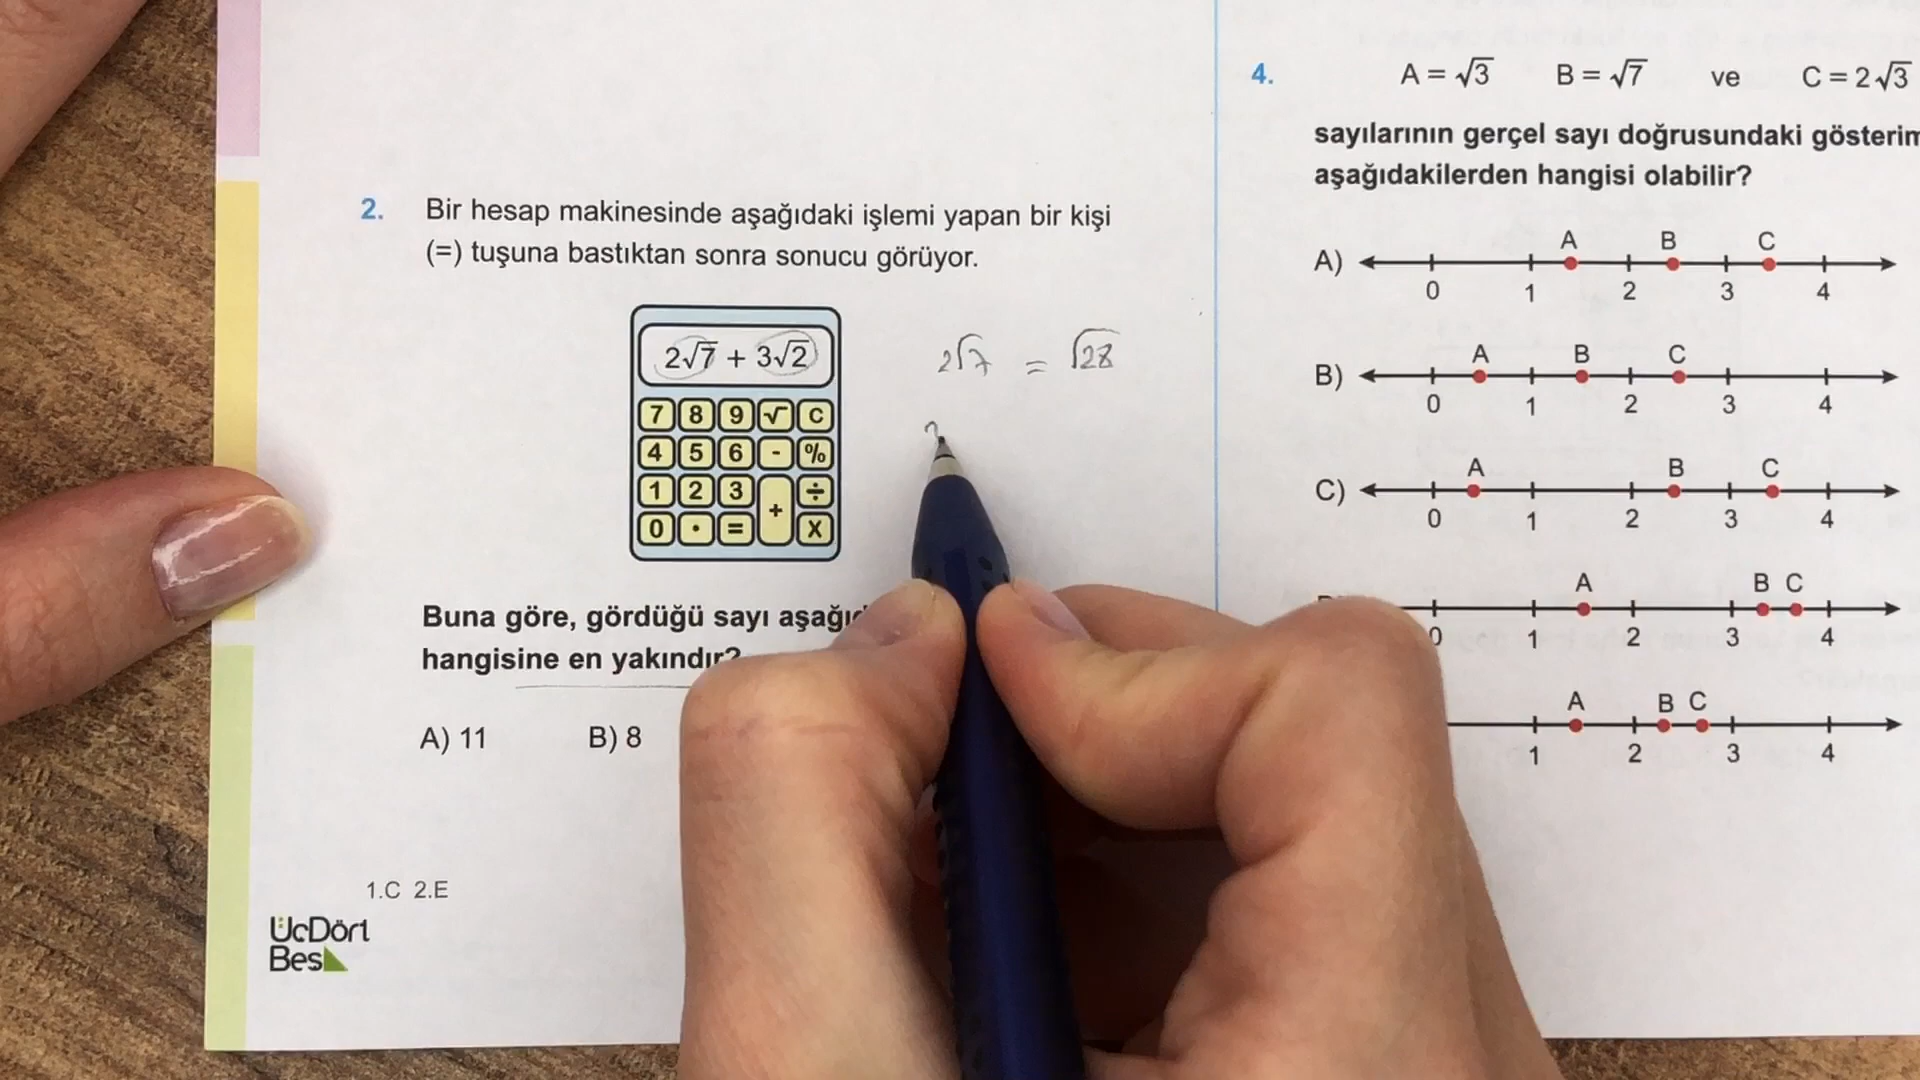 2. Bir hesap makinesinde aşağıdaki işlemi yapan bir kişi
(=) tuşuna bastıktan sonra sonucu görüyor.
2√7 + 3√2
7 8 9 √ C
4 5 6 - %
1 2 3 + ÷
0 • = X
2√7 = √28
Buna göre, gördüğü sayı
hangisine en yakındır?
A) 11 B) 8
1.C 2.E
ÜçDört
Beş
4. A = √3 B = √7 ve C = 2√3
sayılarının gerçel sayı doğrusundaki
aşağıdakilerden hangisi olabilir?
A B C
A)
0 1 2 3 4
A B C
B)
0 1 2 3 4
A B C
C)
0 1 2 3 4
A B C
0 1 2 3 4
A B C
1 2 3 4